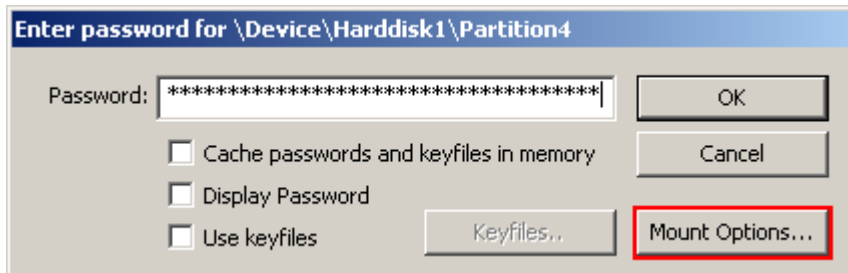 Enter password for \Device\Harddisk1\Partition4
Password: ************************************
OK
Cache passwords and keyfiles in memory
Cancel
Display Password
Use keyfiles
Keyfiles..
Mount Options...